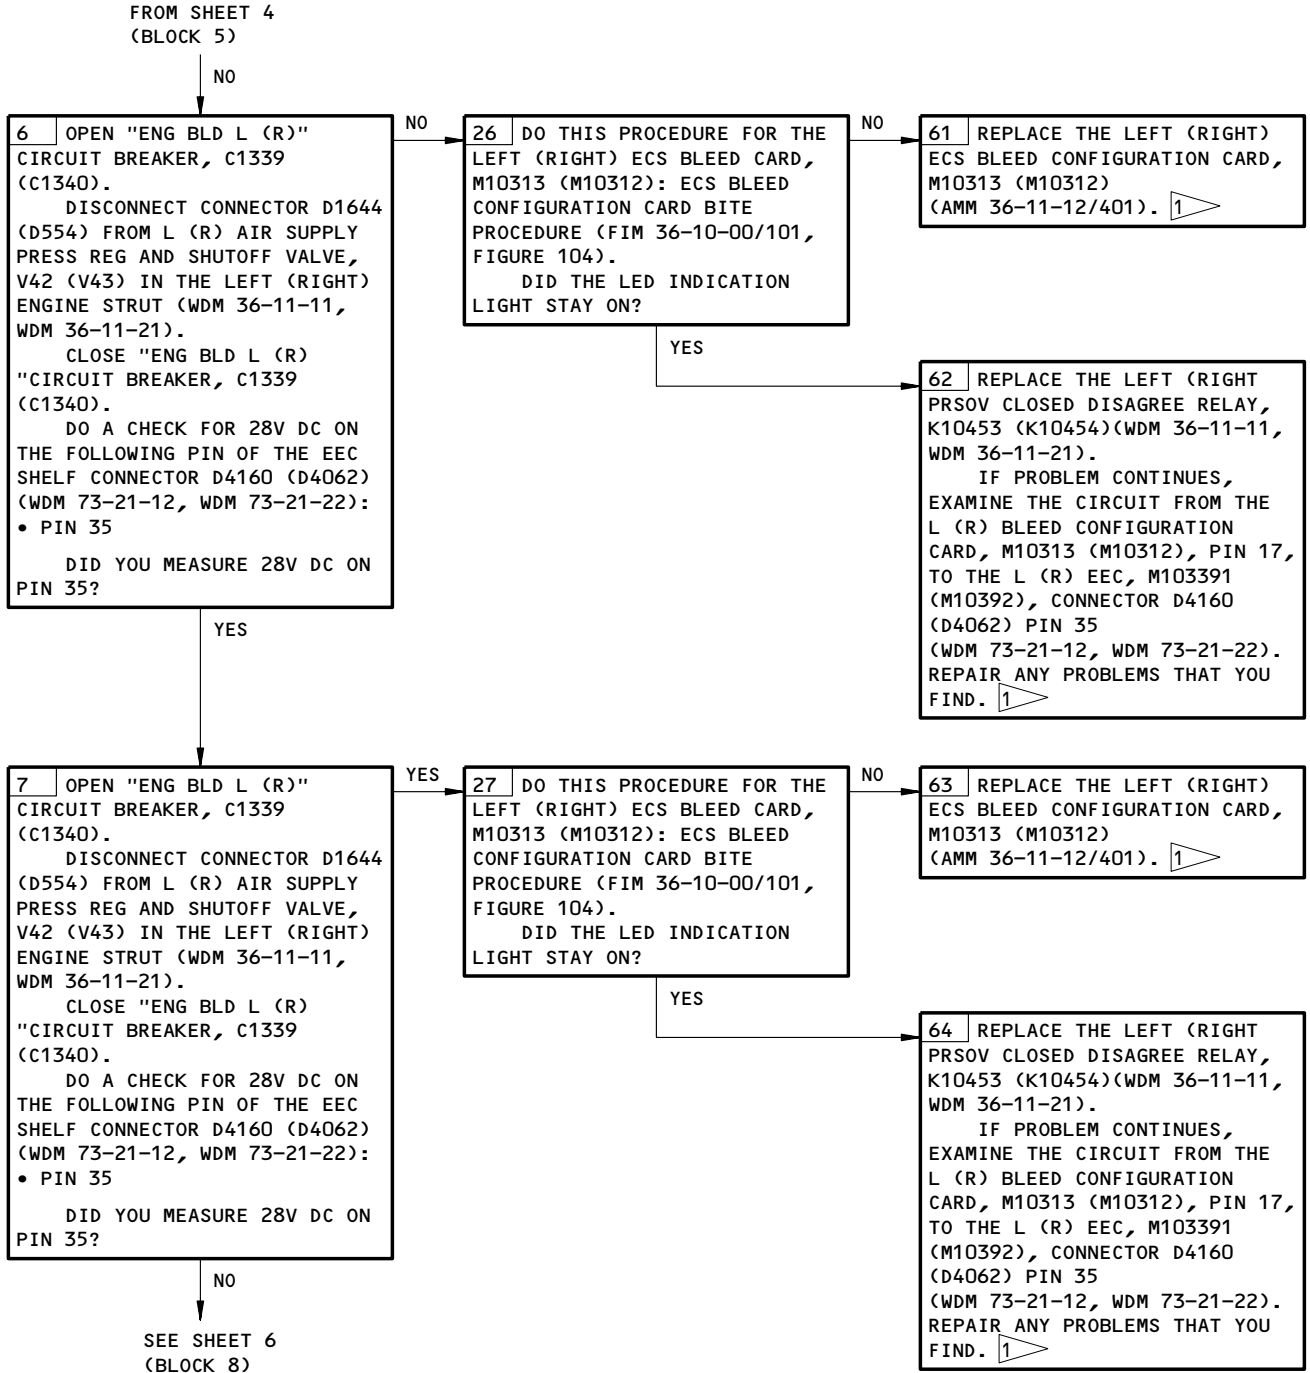 FROM SHEET 4
(BLOCK 5)
NO
6 OPEN "ENG BLD L (R)"
CIRCUIT BREAKER, C1339
(C1340).
DISCONNECT CONNECTOR D1644
(D554) FROM L (R) AIR SUPPLY
PRESS REG AND SHUTOFF VALVE,
V42 (V43) IN THE LEFT (RIGHT)
ENGINE STRUT (WDM 36-11-11,
WDM 36-11-21).
CLOSE "ENG BLD L (R)
"CIRCUIT BREAKER, C1339
(C1340).
DO A CHECK FOR 28V DC ON
THE FOLLOWING PIN OF THE EEC
SHELF CONNECTOR D4160 (D4062)
(WDM 73-21-12, WDM 73-21-22):
• PIN 35
DID YOU MEASURE 28V DC ON
PIN 35?
NO
26 DO THIS PROCEDURE FOR THE
LEFT (RIGHT) ECS BLEED CARD,
M10313 (M10312): ECS BLEED
CONFIGURATION CARD BITE
PROCEDURE (FIM 36-10-00/101,
FIGURE 104).
DID THE LED INDICATION
LIGHT STAY ON?
NO
61 REPLACE THE LEFT (RIGHT)
ECS BLEED CONFIGURATION CARD,
M10313 (M10312)
(AMM 36-11-12/401). 1
YES
62 REPLACE THE LEFT (RIGHT
PRSOV CLOSED DISAGREE RELAY,
K10453 (K10454)(WDM 36-11-11,
WDM 36-11-21).
IF PROBLEM CONTINUES,
EXAMINE THE CIRCUIT FROM THE
L (R) BLEED CONFIGURATION
CARD, M10313 (M10312), PIN 17,
TO THE L (R) EEC, M103391
(M10392), CONNECTOR D4160
(D4062) PIN 35
(WDM 73-21-12, WDM 73-21-22).
REPAIR ANY PROBLEMS THAT YOU
FIND. 1
YES
7 OPEN "ENG BLD L (R)"
CIRCUIT BREAKER, C1339
(C1340).
DISCONNECT CONNECTOR D1644
(D554) FROM L (R) AIR SUPPLY
PRESS REG AND SHUTOFF VALVE,
V42 (V43) IN THE LEFT (RIGHT)
ENGINE STRUT (WDM 36-11-11,
WDM 36-11-21).
CLOSE "ENG BLD L (R)
"CIRCUIT BREAKER, C1339
(C1340).
DO A CHECK FOR 28V DC ON
THE FOLLOWING PIN OF THE EEC
SHELF CONNECTOR D4160 (D4062)
(WDM 73-21-12, WDM 73-21-22):
• PIN 35
DID YOU MEASURE 28V DC ON
PIN 35?
YES
27 DO THIS PROCEDURE FOR THE
LEFT (RIGHT) ECS BLEED CARD,
M10313 (M10312): ECS BLEED
CONFIGURATION CARD BITE
PROCEDURE (FIM 36-10-00/101,
FIGURE 104).
DID THE LED INDICATION
LIGHT STAY ON?
NO
63 REPLACE THE LEFT (RIGHT)
ECS BLEED CONFIGURATION CARD,
M10313 (M10312)
(AMM 36-11-12/401). 1
YES
64 REPLACE THE LEFT (RIGHT
PRSOV CLOSED DISAGREE RELAY,
K10453 (K10454)(WDM 36-11-11,
WDM 36-11-21).
IF PROBLEM CONTINUES,
EXAMINE THE CIRCUIT FROM THE
L (R) BLEED CONFIGURATION
CARD, M10313 (M10312), PIN 17,
TO THE L (R) EEC, M103391
(M10392), CONNECTOR D4160
(D4062) PIN 35
(WDM 73-21-12, WDM 73-21-22).
REPAIR ANY PROBLEMS THAT YOU
FIND. 1
NO
SEE SHEET 6
(BLOCK 8)